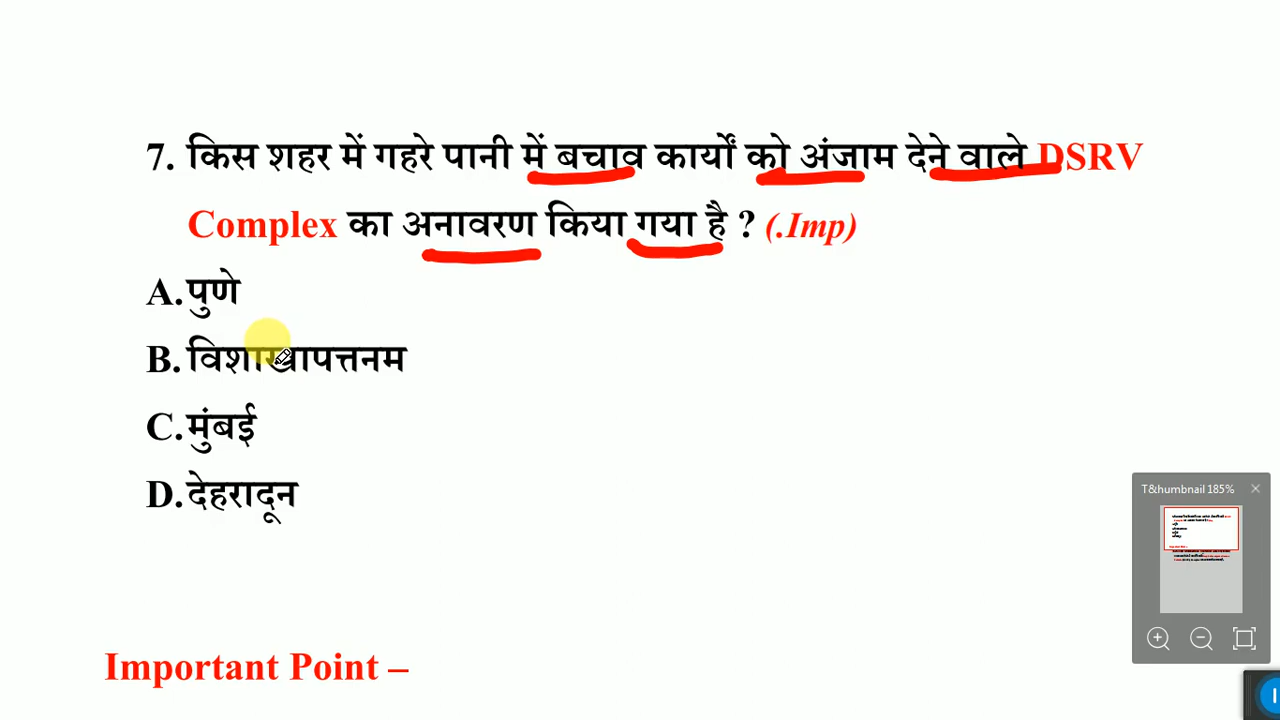 7. किस शहर में गहरे पानी में बचाव कार्यों को अंजाम देने वाले DSRV
Complex का अनावरण किया गया है ? (.Imp)
A. पुणे
B. विशाखापत्तनम
C. मुंबई
D. देहरादून
T&humbnail 185%
Important Point –